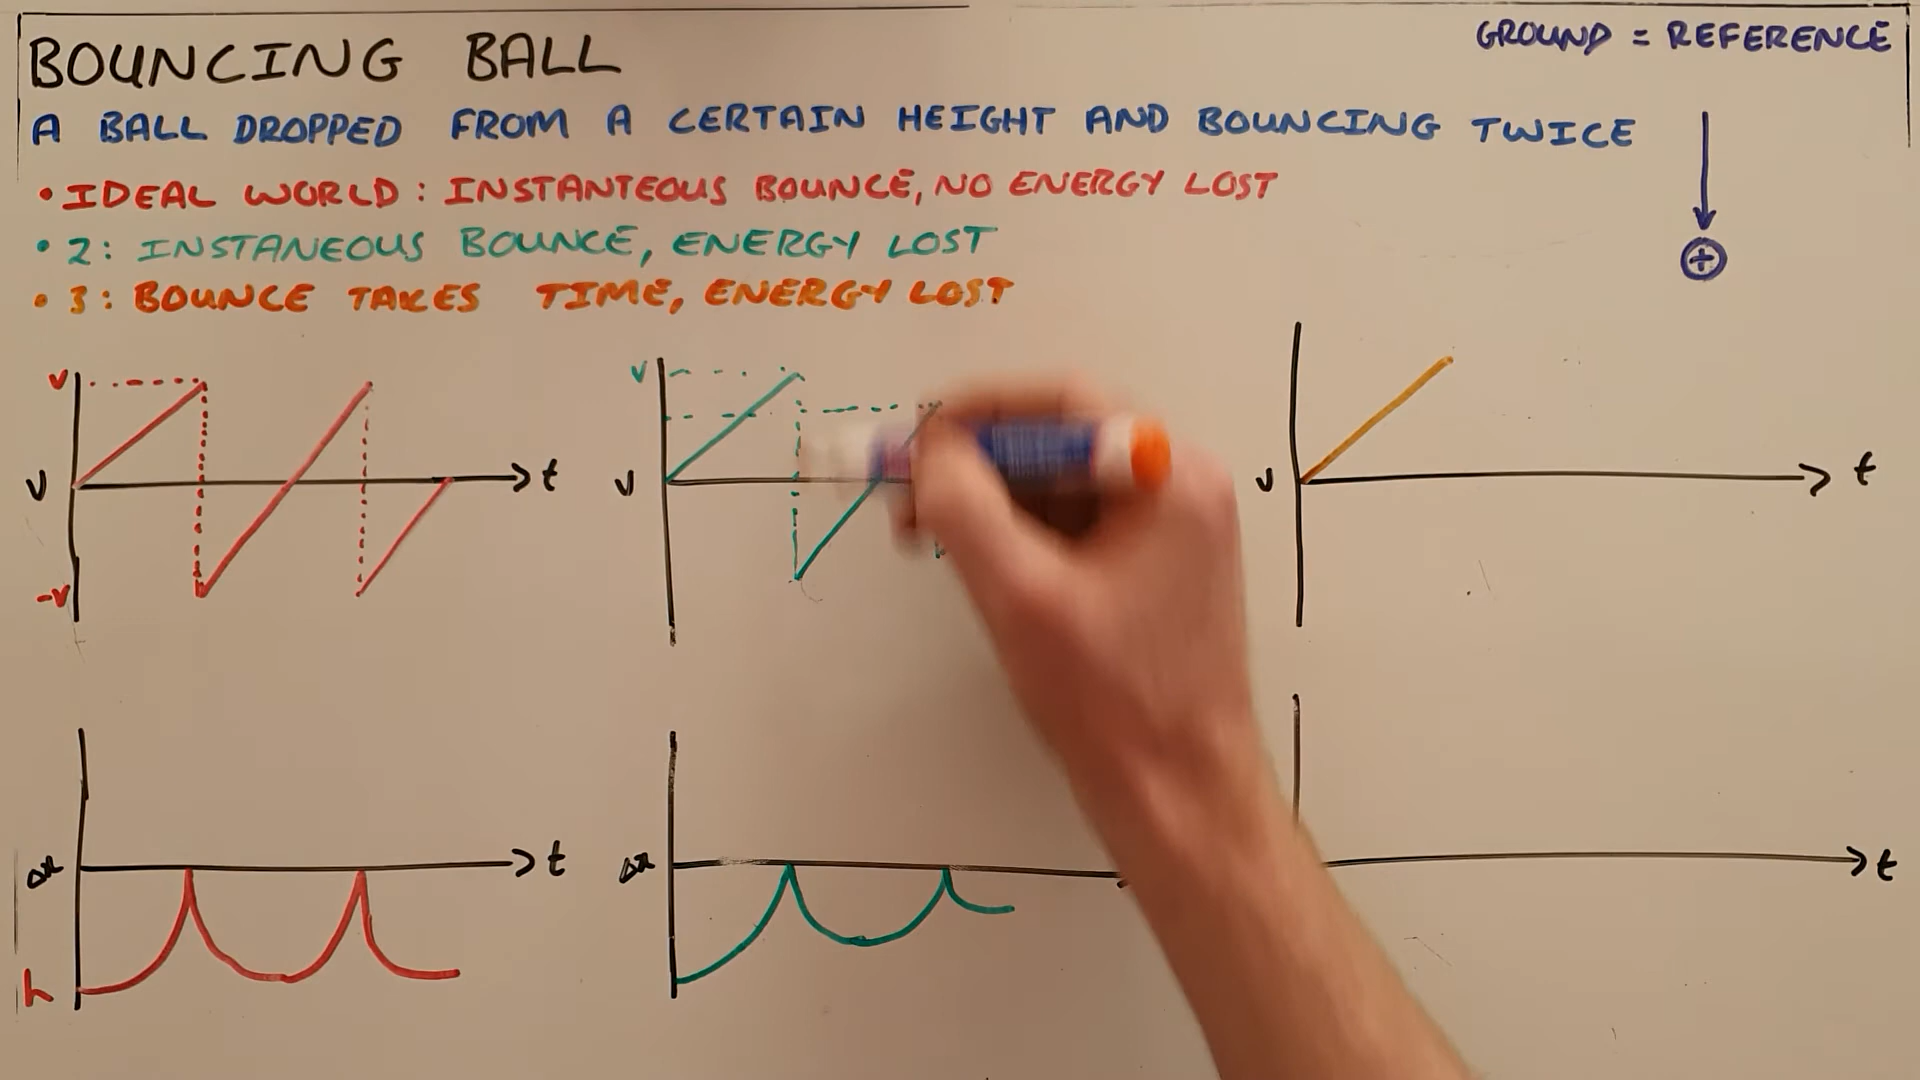 BOUNCING BALL
GROUND = REFERENCE
A BALL DROPPED FROM A CERTAIN HEIGHT AND BOUNCING TWICE
• IDEAL WORLD : INSTANTEOUS BOUNCE, NO ENERGY LOST
• 2 : INSTANEOUS BOUNCE, ENERGY LOST
• 3 : BOUNCE TAKES TIME, ENERGY LOST
+
v
v
t
-v
v
v
v
t
Δx
t
h
Δx
t